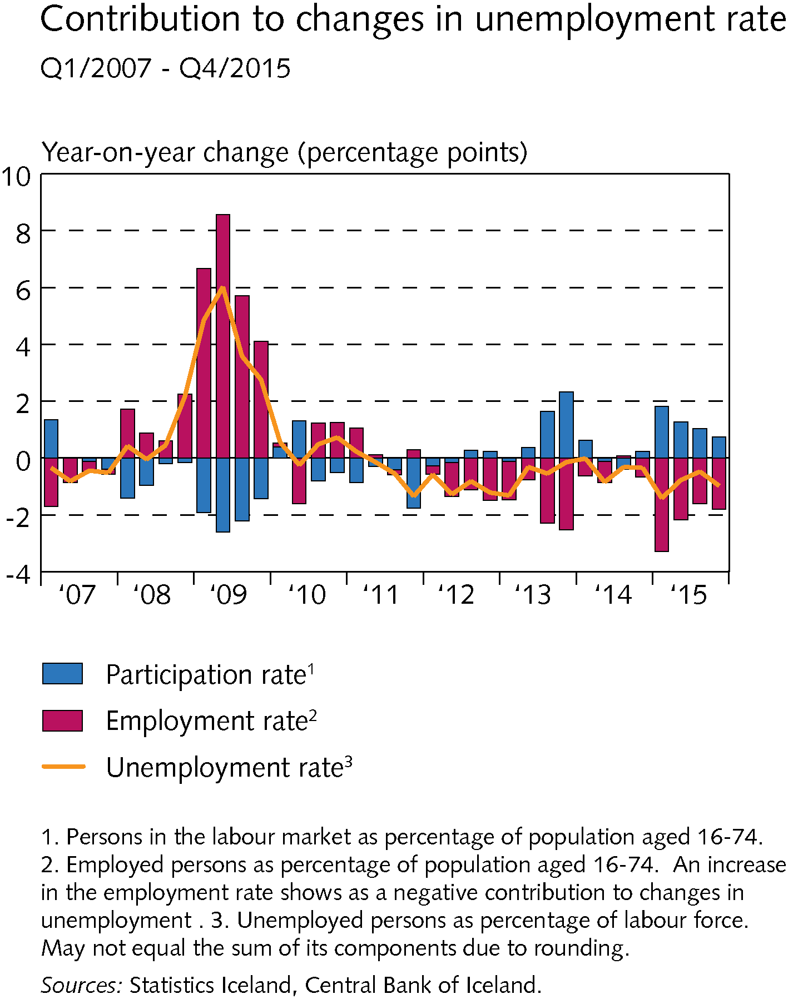 Contribution to changes in unemployment rate
Q1/2007 - Q4/2015
Year-on-year change (percentage points)
10
8
6
4
2
0
-2
-4
‘07 ‘08 ‘09 ‘10 ‘11 ‘12 ‘13 ‘14 ‘15
Participation rate¹
Employment rate²
Unemployment rate³
1. Persons in the labour market as percentage of population aged 16-74.
2. Employed persons as percentage of population aged 16-74.  An increase
in the employment rate shows as a negative contribution to changes in
unemployment . 3. Unemployed persons as percentage of labour force.
May not equal the sum of its components due to rounding.
Sources: Statistics Iceland, Central Bank of Iceland.